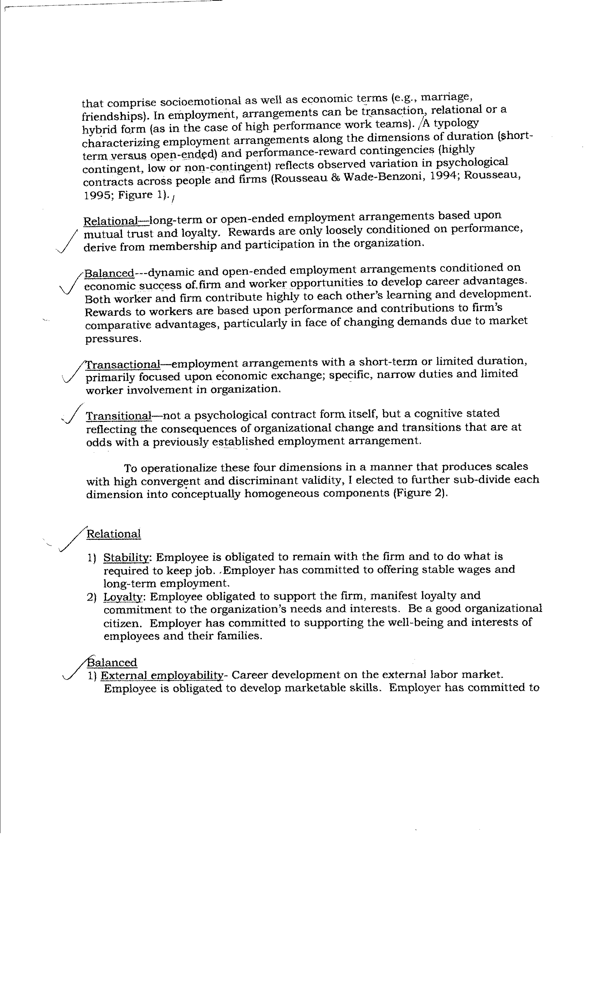 that comprise socioemotional as well as economic terms (e.g., marriage,
friendships). In employment, arrangements can be transaction, relational or a
hybrid form (as in the case of high performance work teams). /A typology
characterizing employment arrangements along the dimensions of duration (short-
term versus open-ended) and performance-reward contingencies (highly
contingent, low or non-contingent) reflects observed variation in psychological
contracts across people and firms (Rousseau & Wade-Benzoni, 1994; Rousseau,
1995; Figure 1). /
Relational—long-term or open-ended employment arrangements based upon
mutual trust and loyalty. Rewards are only loosely conditioned on performance,
derive from membership and participation in the organization.
Balanced---dynamic and open-ended employment arrangements conditioned on
economic success of firm and worker opportunities to develop career advantages.
Both worker and firm contribute highly to each other's learning and development.
Rewards to workers are based upon performance and contributions to firm's
comparative advantages, particularly in face of changing demands due to market
pressures.
Transactional—employment arrangements with a short-term or limited duration,
primarily focused upon economic exchange; specific, narrow duties and limited
worker involvement in organization.
Transitional—not a psychological contract form itself, but a cognitive stated
reflecting the consequences of organizational change and transitions that are at
odds with a previously established employment arrangement.
To operationalize these four dimensions in a manner that produces scales
with high convergent and discriminant validity, I elected to further sub-divide each
dimension into conceptually homogeneous components (Figure 2).
Relational
1) Stability: Employee is obligated to remain with the firm and to do what is
required to keep job. Employer has committed to offering stable wages and
long-term employment.
2) Loyalty: Employee obligated to support the firm, manifest loyalty and
commitment to the organization's needs and interests. Be a good organizational
citizen. Employer has committed to supporting the well-being and interests of
employees and their families.
Balanced
1) External employability- Career development on the external labor market.
Employee is obligated to develop marketable skills. Employer has committed to